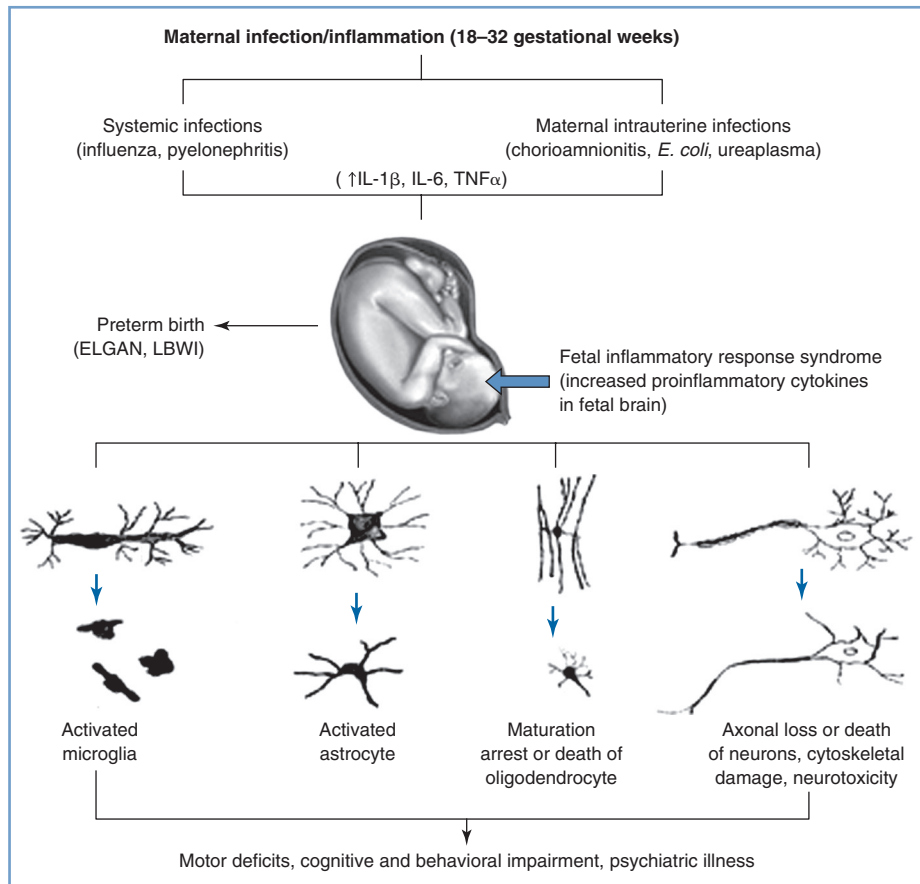 Maternal infection/inflammation (18–32 gestational weeks)
Systemic infections
(influenza, pyelonephritis)
Maternal intrauterine infections
(chorioamnionitis, E. coli, ureaplasma)
( ↑IL-1β, IL-6, TNFα)
Preterm birth
(ELGAN, LBWI)
Fetal inflammatory response syndrome
(increased proinflammatory cytokines
in fetal brain)
Activated
microglia
Activated
astrocyte
Maturation
arrest or death of
oligodendrocyte
Axonal loss or death
of neurons, cytoskeletal
damage, neurotoxicity
Motor deficits, cognitive and behavioral impairment, psychiatric illness